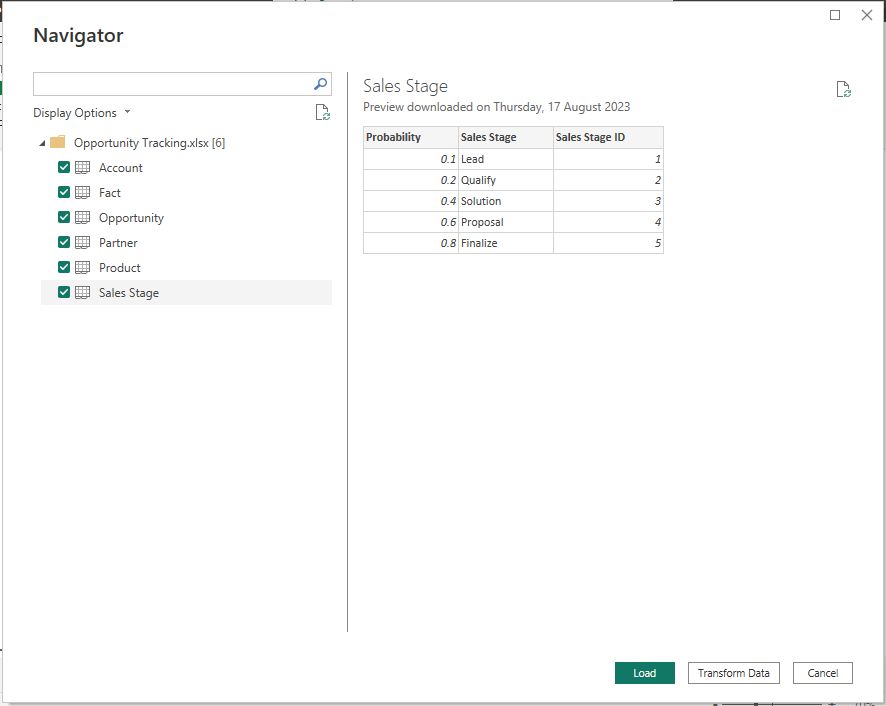 Navigator
Display Options
Opportunity Tracking.xlsx [6]
Account
Fact
Opportunity
Partner
Product
Sales Stage
Sales Stage
Preview downloaded on Thursday, 17 August 2023
Probability Sales Stage Sales Stage ID
0.1 Lead 1
0.2 Qualify 2
0.4 Solution 3
0.6 Proposal 4
0.8 Finalize 5
Load Transform Data Cancel